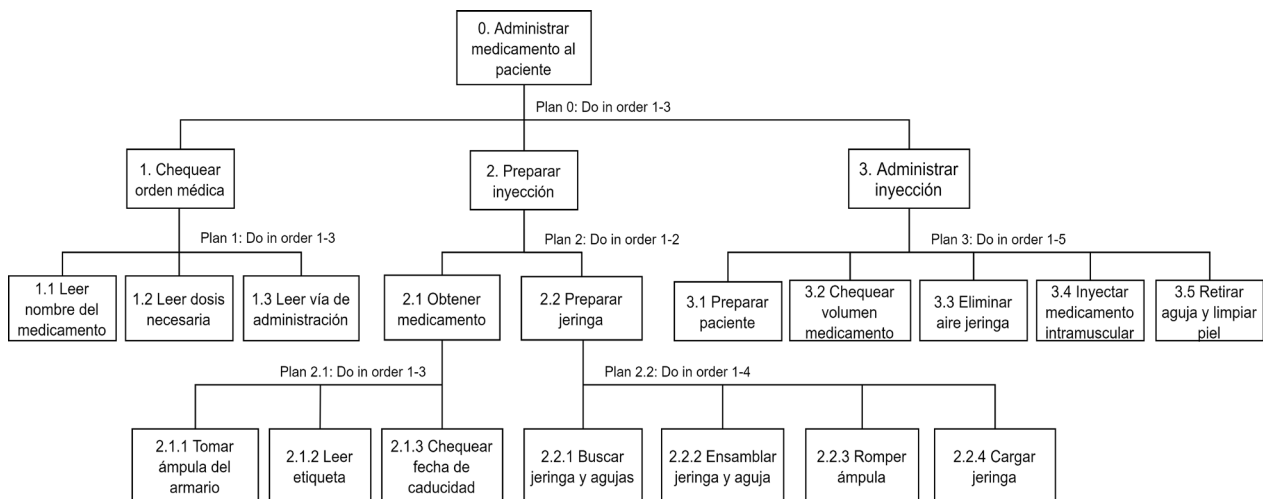 0. Administrar
medicamento al
paciente
Plan 0: Do in order 1-3
1. Chequear
orden médica
2. Preparar
inyección
3. Administrar
inyección
Plan 1: Do in order 1-3
Plan 2: Do in order 1-2
Plan 3: Do in order 1-5
1.1 Leer
nombre del
medicamento
1.2 Leer dosis
necesaria
1.3 Leer vía de
administración
2.1 Obtener
medicamento
2.2 Preparar
jeringa
3.1 Preparar
paciente
3.2 Chequear
volumen
medicamento
3.3 Eliminar
aire jeringa
3.4 Inyectar
medicamento
intramuscular
3.5 Retirar
aguja y limpiar
piel
Plan 2.1: Do in order 1-3
Plan 2.2: Do in order 1-4
2.1.1 Tomar
ámpula del
armario
2.1.2 Leer
etiqueta
2.1.3 Chequear
fecha de
caducidad
2.2.1 Buscar
jeringa y agujas
2.2.2 Ensamblar
jeringa y aguja
2.2.3 Romper
ámpula
2.2.4 Cargar
jeringa